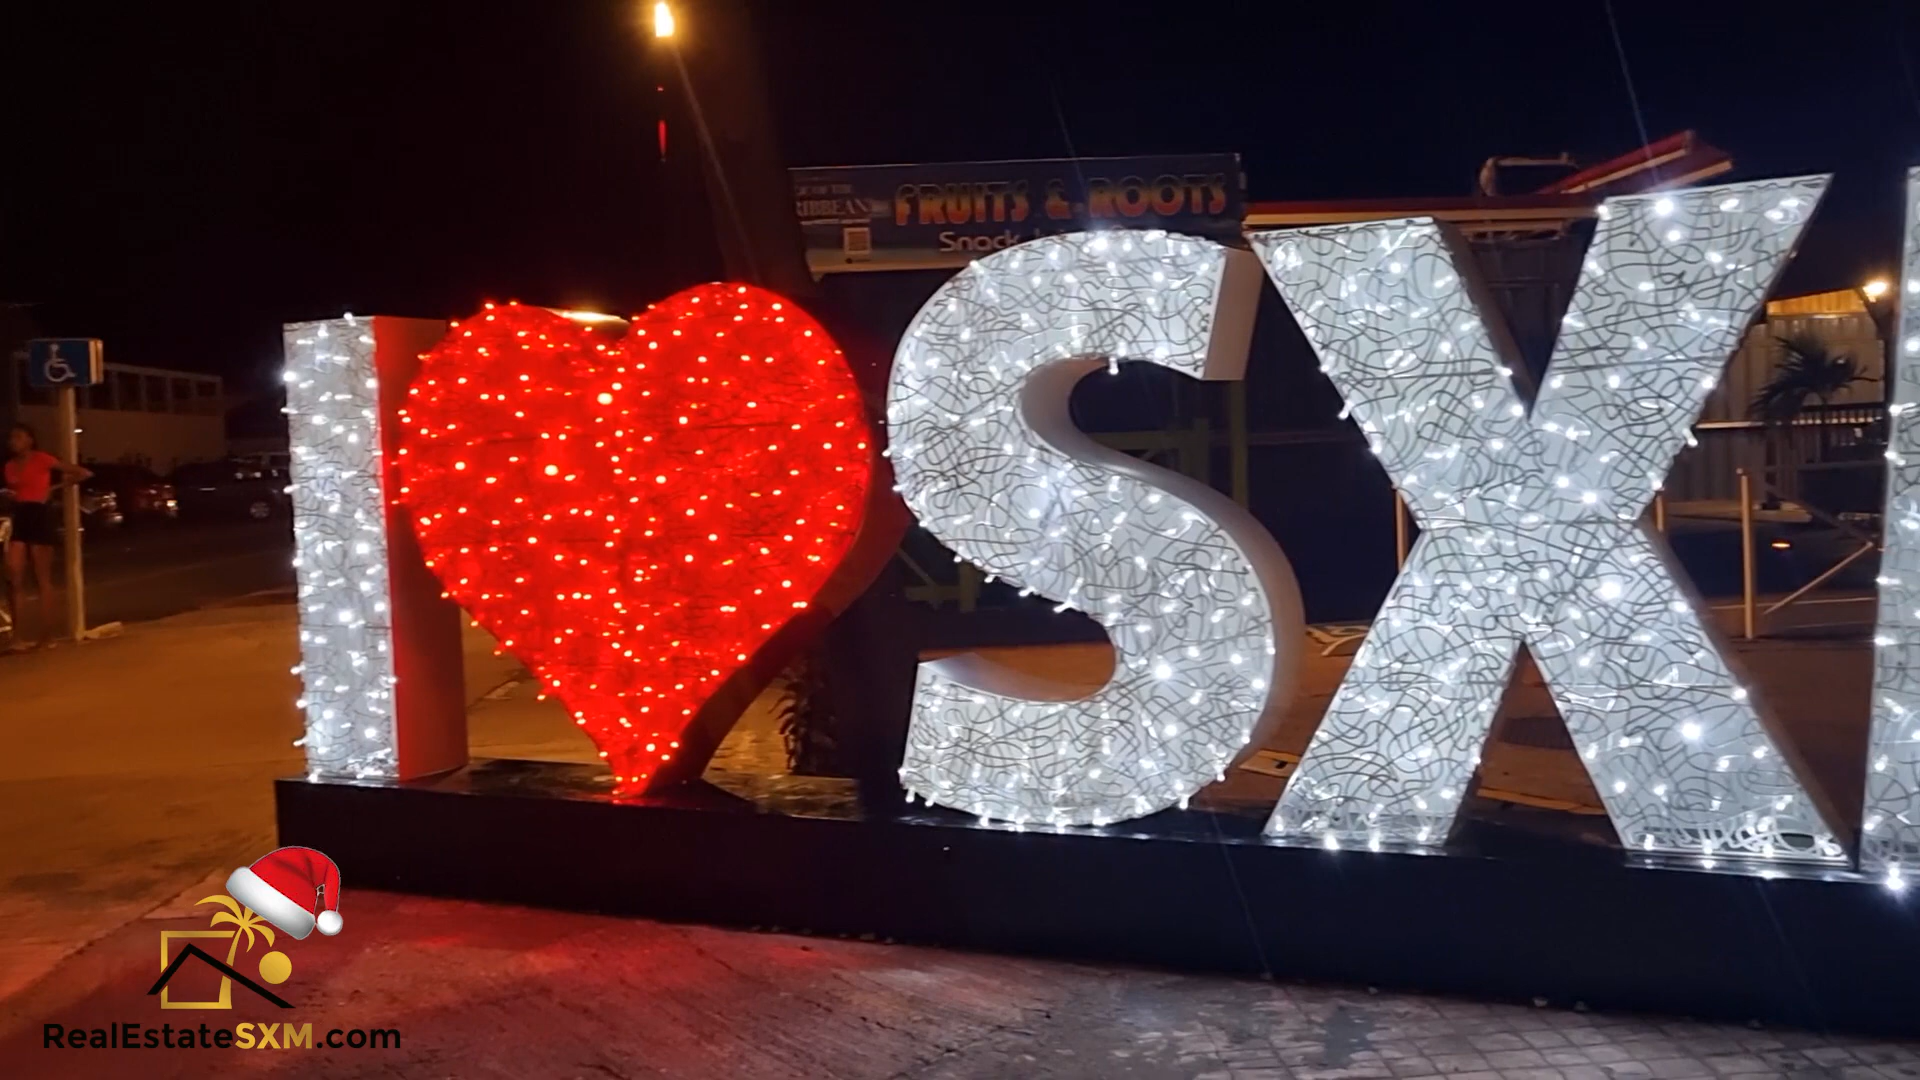 FRUITS & ROOTS
Snack
I ❤ SX
RealEstateSXM.com